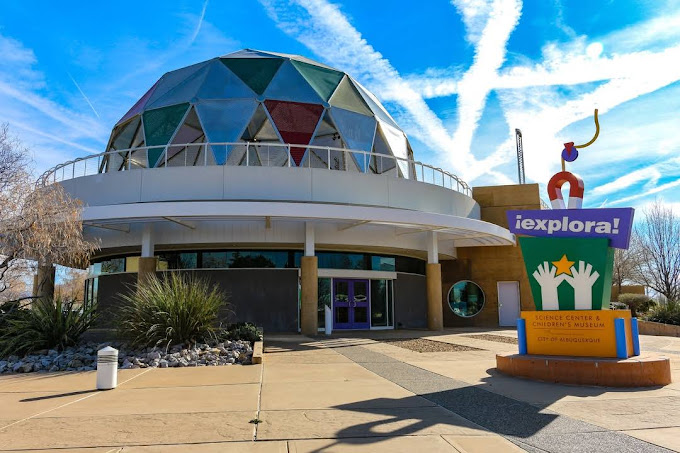 ¡explora!
SCIENCE CENTER
& CHILDREN'S MUSEUM
CITY OF ALBUQUERQUE